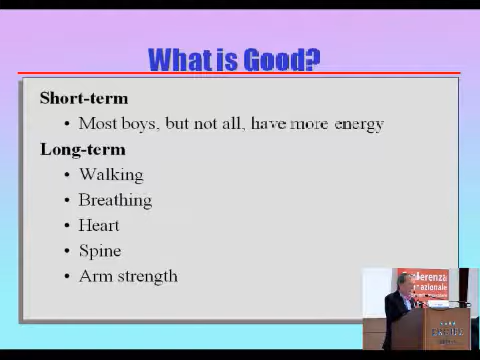 What is Good?
Short-term
• Most boys, but not all, have more energy
Long-term
• Walking
• Breathing
• Heart
• Spine
• Arm strength